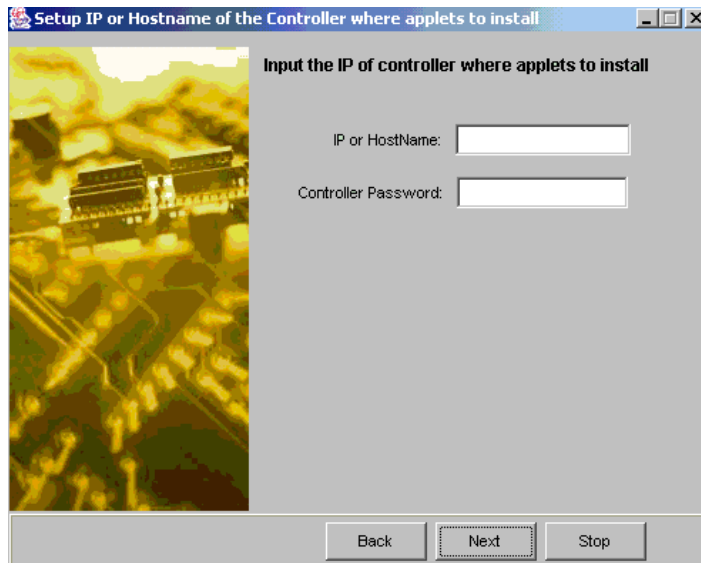 Setup IP or Hostname of the Controller where applets to install
Input the IP of controller where applets to install
IP or HostName:
Controller Password:
Back Next Stop